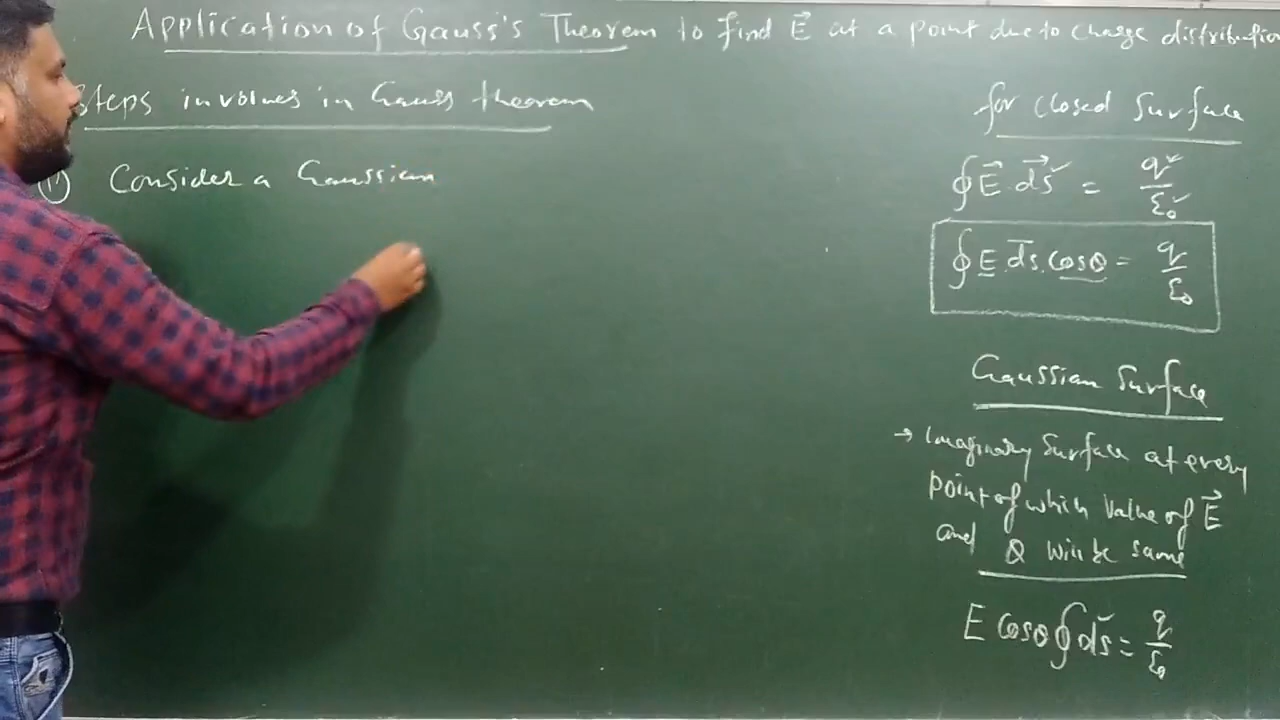 Application of Gauss's Theorem to find E⃗ at a point due to charge distribution
Steps involves in Gauss theorem
(1) Consider a Gaussian
for closed Surface
∮ E⃗.ds⃗ = q/ε₀
∮ E.ds.cosθ = q/ε₀
Gaussian Surface
→ Imaginary Surface at every
point of which value of E⃗
and θ will be same
E cosθ ∮ ds = q/ε₀